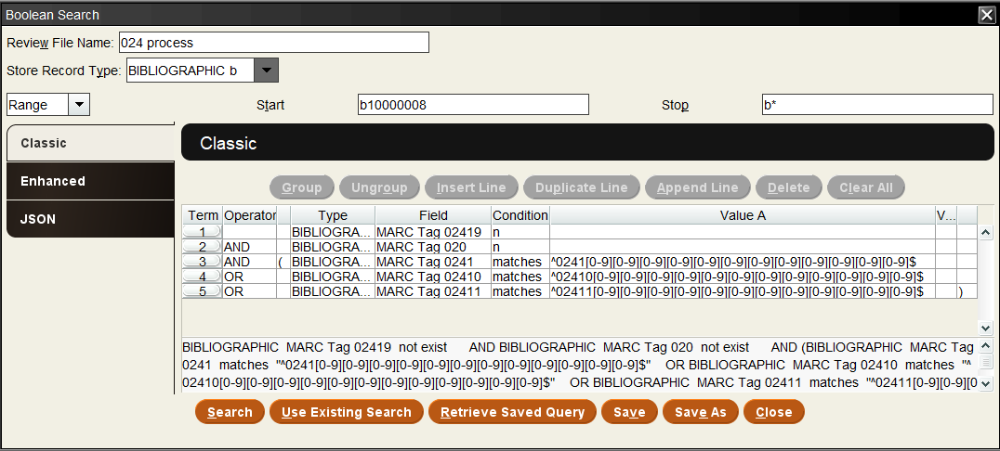 Boolean Search
Review File Name: 024 process
Store Record Type: BIBLIOGRAPHIC b
Range Start b10000008 Stop b*
Classic
Enhanced
JSON
Classic
Group Ungroup Insert Line Duplicate Line Append Line Delete Clear All
Term Operator Type Field Condition Value A V...
1 BIBLIOGRA... MARC Tag 02419 n
2 AND BIBLIOGRA... MARC Tag 020 n
3 AND ( BIBLIOGRA... MARC Tag 0241 matches ^0241[0-9][0-9][0-9][0-9][0-9][0-9][0-9][0-9][0-9][0-9][0-9][0-9]$
4 OR BIBLIOGRA... MARC Tag 02410 matches ^02410[0-9][0-9][0-9][0-9][0-9][0-9][0-9][0-9][0-9][0-9][0-9][0-9]$
5 OR BIBLIOGRA... MARC Tag 02411 matches ^02411[0-9][0-9][0-9][0-9][0-9][0-9][0-9][0-9][0-9][0-9][0-9][0-9]$ )
BIBLIOGRAPHIC MARC Tag 02419 not exist AND BIBLIOGRAPHIC MARC Tag 020 not exist AND (BIBLIOGRAPHIC MARC Tag
0241 matches "^0241[0-9][0-9][0-9][0-9][0-9][0-9][0-9][0-9][0-9][0-9][0-9][0-9]$" OR BIBLIOGRAPHIC MARC Tag 02410 matches "^
02410[0-9][0-9][0-9][0-9][0-9][0-9][0-9][0-9][0-9][0-9][0-9][0-9]$" OR BIBLIOGRAPHIC MARC Tag 02411 matches "^02411[0-9][0-9][0
Search Use Existing Search Retrieve Saved Query Save Save As Close